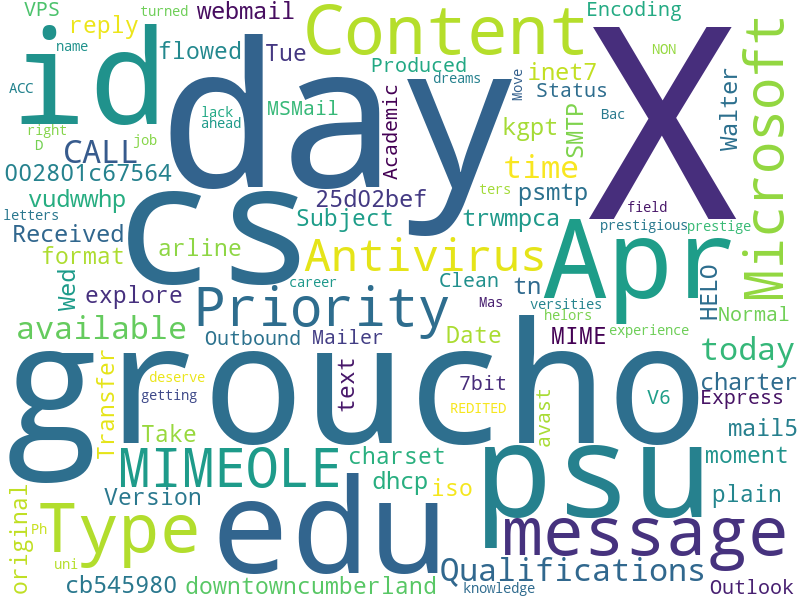 VPS
turned
webmail
Content
Encoding
X
name
reply
id
day
flowed
Tue
Produced
NON
Microsoft
ACC
dreams
Move
inet7
Status
Walter
lack
ahead
MSMail
Academic
kgpt
SMTP
Bac
right
D
job
CALL
time
002801c67564
cs
25d02bef
ters
psmtp
vudwwhp
letters
Subject
trwmpca
field
prestigious
prestige
Received
arline
Antivirus
Apr
format
Wed
explore
career
Clean
tn
HELO
Priority
Mas
versities
helors
Normal
available
Outbound
Mailer
Date
MIME
experience
today
groucho
Transfer
deserve
getting
text
7bit
avast
V6
charter
Express
REDITED
Take
mail5
MIMEOLE
charset
psu
moment
original
Version
edu
dhcp
iso
plain
Ph
Type
message
uni
Qualifications
cb545980
downtowncumberland
knowledge
Outlook